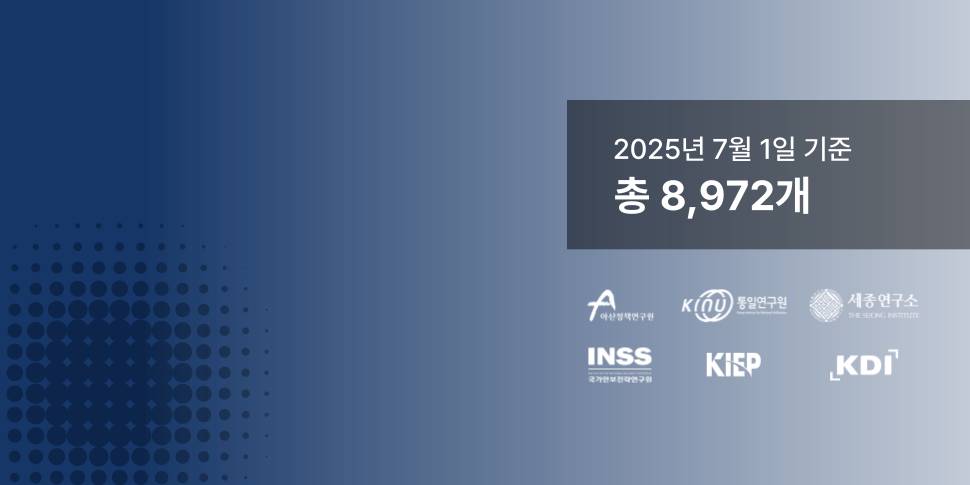 2025년 7월 1일 기준
총 8,972개
아산정책연구원
KINU 통일연구원
세종연구소
THE SEJONG INSTITUTE
INSS
국가안보전략연구원
KIEP
KDI